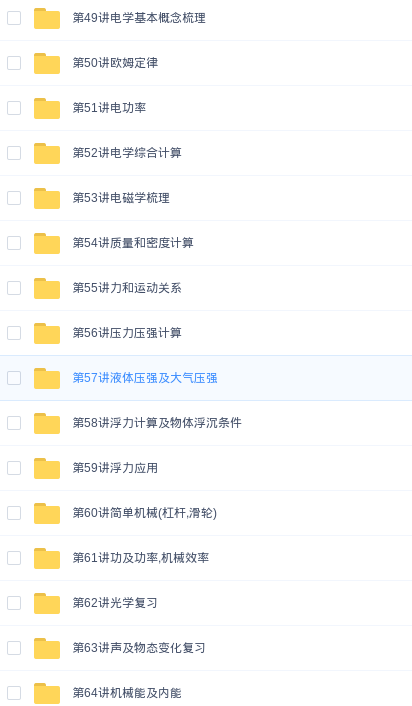 第49讲电学基本概念梳理
第50讲欧姆定律
第51讲电功率
第52讲电学综合计算
第53讲电磁学梳理
第54讲质量和密度计算
第55讲力和运动关系
第56讲压力压强计算
第57讲液体压强及大气压强
第58讲浮力计算及物体浮沉条件
第59讲浮力应用
第60讲简单机械(杠杆,滑轮)
第61讲功及功率,机械效率
第62讲光学复习
第63讲声及物态变化复习
第64讲机械能及内能